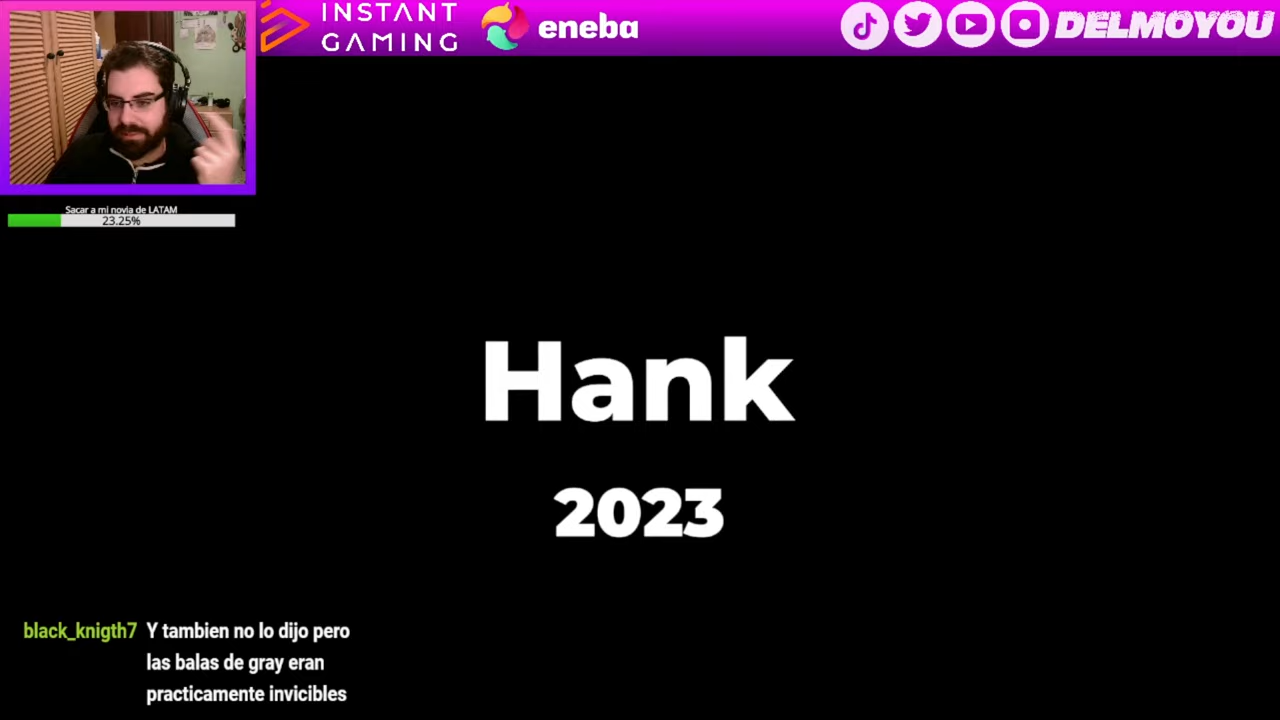 INSTANT
GAMING
eneba
DELMOYOU
Sacar a mi novia de LATAM
23.25%
Hank
2023
black_knigth7 Y tambien no lo dijo pero
las balas de gray eran
practicamente invicibles